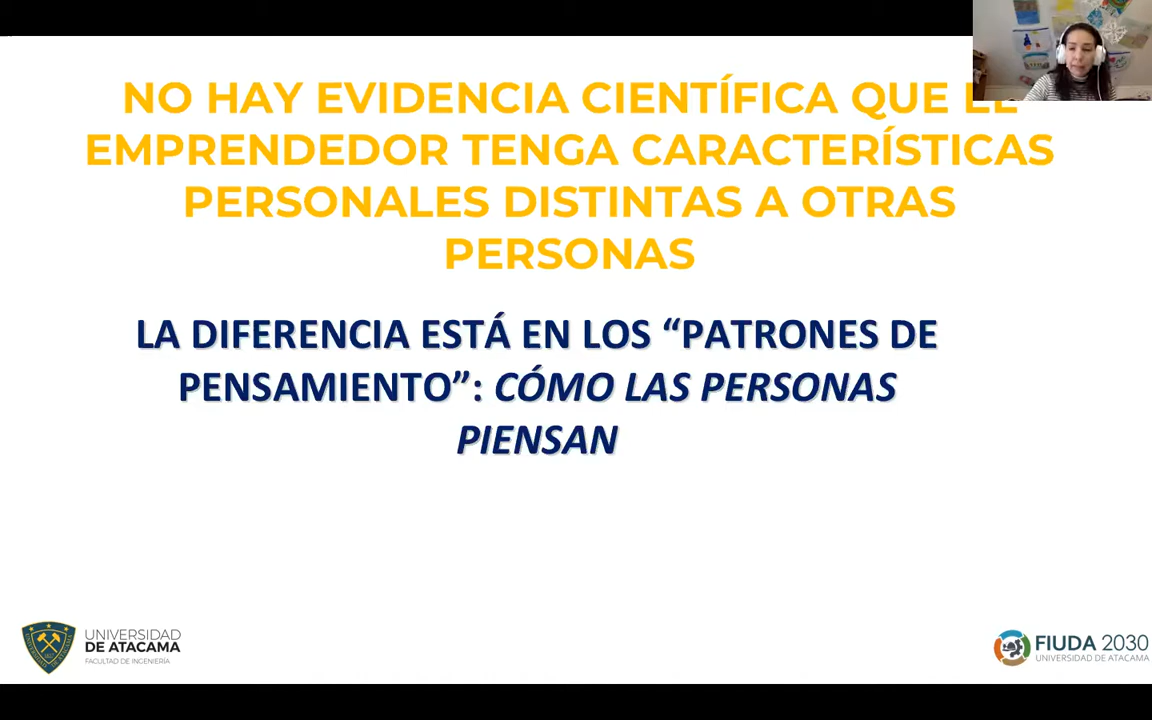 NO HAY EVIDENCIA CIENTÍFICA QUE EL
EMPRENDEDOR TENGA CARACTERÍSTICAS
PERSONALES DISTINTAS A OTRAS
PERSONAS
LA DIFERENCIA ESTÁ EN LOS “PATRONES DE
PENSAMIENTO”: CÓMO LAS PERSONAS
PIENSAN
UNIVERSIDAD
DE ATACAMA
FACULTAD DE INGENIERÍA
FIUDA 2030
UNIVERSIDAD DE ATACAMA